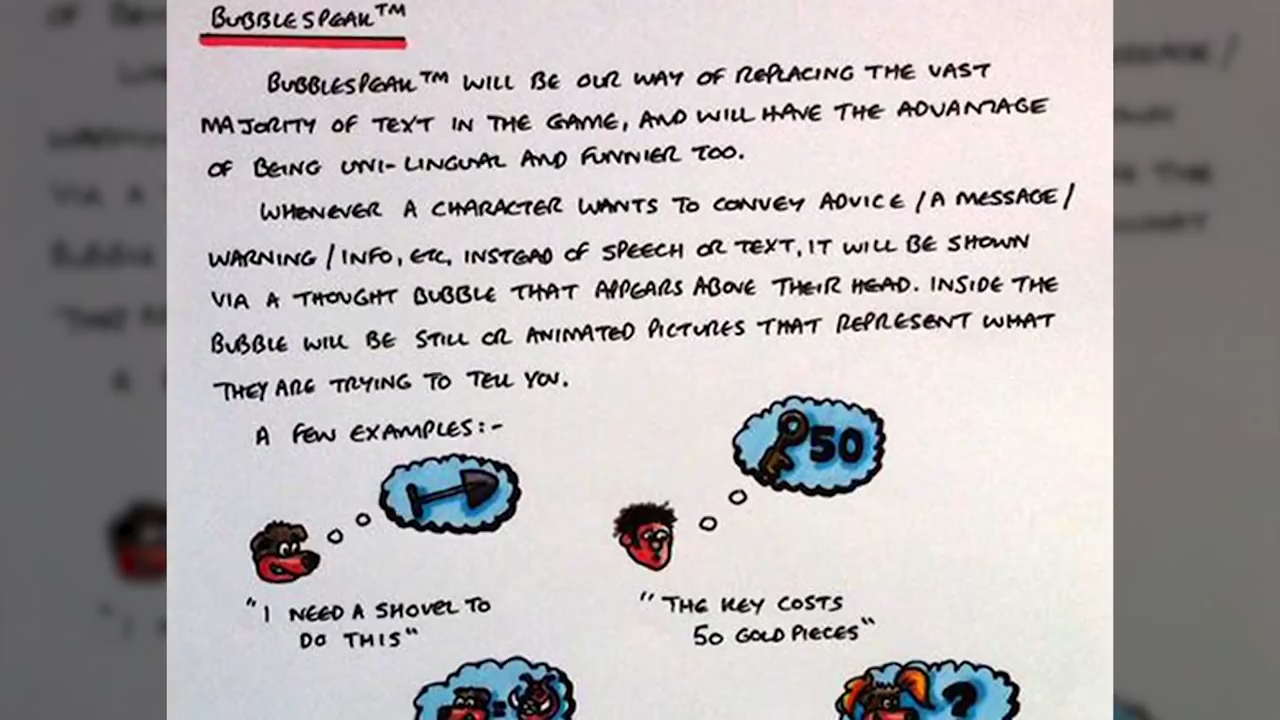 BUBBLESPEAK™
BUBBLESPEAK™ WILL BE OUR WAY OF REPLACING THE VAST
MAJORITY OF TEXT IN THE GAME, AND WILL HAVE THE ADVANTAGE
OF BEING UNI-LINGUAL AND FUNNIER TOO.
WHENEVER A CHARACTER WANTS TO CONVEY ADVICE / A MESSAGE /
WARNING / INFO, ETC, INSTEAD OF SPEECH OR TEXT, IT WILL BE SHOWN
VIA A THOUGHT BUBBLE THAT APPEARS ABOVE THEIR HEAD. INSIDE THE
BUBBLE WILL BE STILL OR ANIMATED PICTURES THAT REPRESENT WHAT
THEY ARE TRYING TO TELL YOU.
A FEW EXAMPLES:-
50
"I NEED A SHOVEL TO
DO THIS"
"THE KEY COSTS
50 GOLD PIECES"
=
?